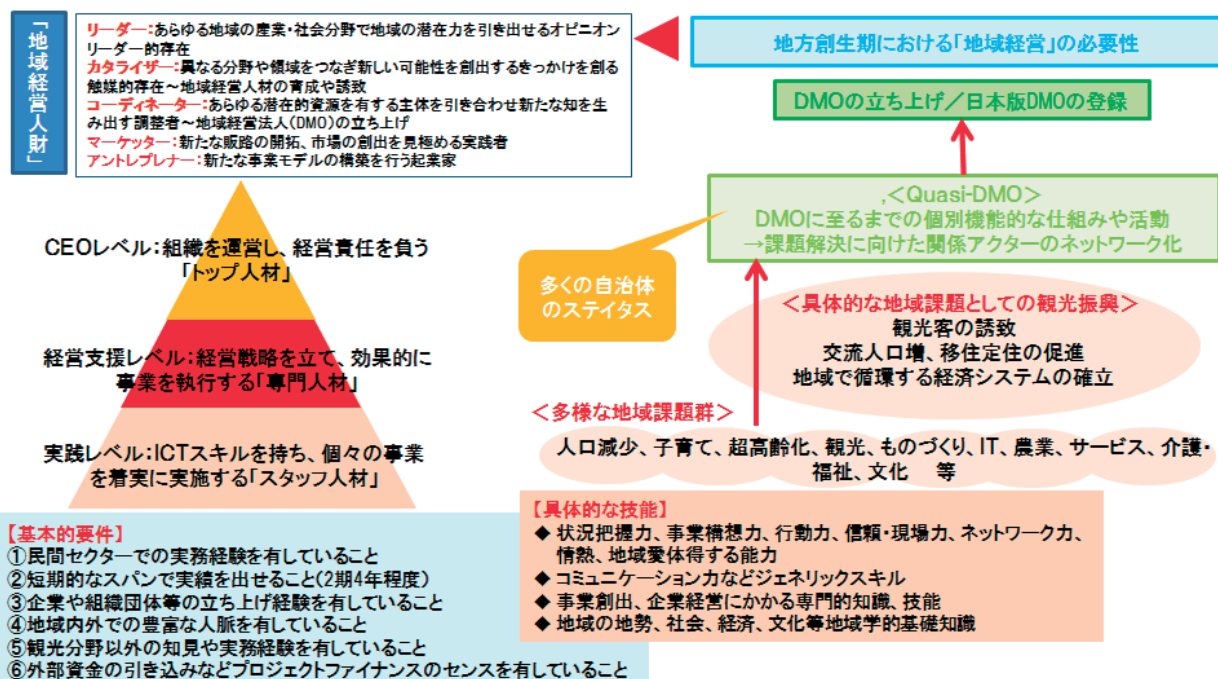 「地域経営人財」
リーダー：あらゆる地域の産業・社会分野で地域の潜在力を引き出せるオピニオン
リーダー的存在
カタライザー：異なる分野や領域をつなぎ新しい可能性を創出するきっかけを創る
触媒的存在～地域経営人材の育成や誘致
コーディネーター：あらゆる潜在的資源を有する主体を引き合わせ新たな知を生
み出す調整者～地域経営法人（DMO）の立ち上げ
マーケッター：新たな販路の開拓、市場の創出を見極める実践者
アントレプレナー：新たな事業モデルの構築を行う起業家
地方創生期における「地域経営」の必要性
DMOの立ち上げ／日本版DMOの登録
,＜Quasi-DMO＞
DMOに至るまでの個別機能的な仕組みや活動
→課題解決に向けた関係アクターのネットワーク化
多くの自治体
のステイタス
CEOレベル：組織を運営し、経営責任を負う
「トップ人材」
経営支援レベル：経営戦略を立て、効果的に
事業を執行する「専門人材」
実践レベル：ICTスキルを持ち、個々の事業
を着実に実施する「スタッフ人材」
＜具体的な地域課題としての観光振興＞
観光客の誘致
交流人口増、移住定住の促進
地域で循環する経済システムの確立
＜多様な地域課題群＞
人口減少、子育て、超高齢化、観光、ものづくり、IT、農業、サービス、介護・
福祉、文化　等
【基本的要件】
①民間セクターでの実務経験を有していること
②短期的なスパンで実績を出せること（2期4年程度）
③企業や組織団体等の立ち上げ経験を有していること
④地域内外での豊富な人脈を有していること
⑤観光分野以外の知見や実務経験を有していること
⑥外部資金の引き込みなどプロジェクトファイナンスのセンスを有していること
【具体的な技能】
◆ 状況把握力、事業構想力、行動力、信頼・現場力、ネットワーク力、
情熱、地域愛体得する能力
◆ コミュニケーション力などジェネリックスキル
◆ 事業創出、企業経営にかかる専門的知識、技能
◆ 地域の地勢、社会、経済、文化等地域学的基礎知識